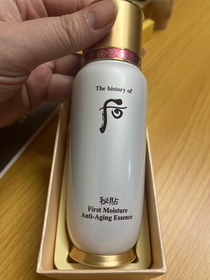 The history of
后
秘貼
First Moisture
Anti-Aging Essence